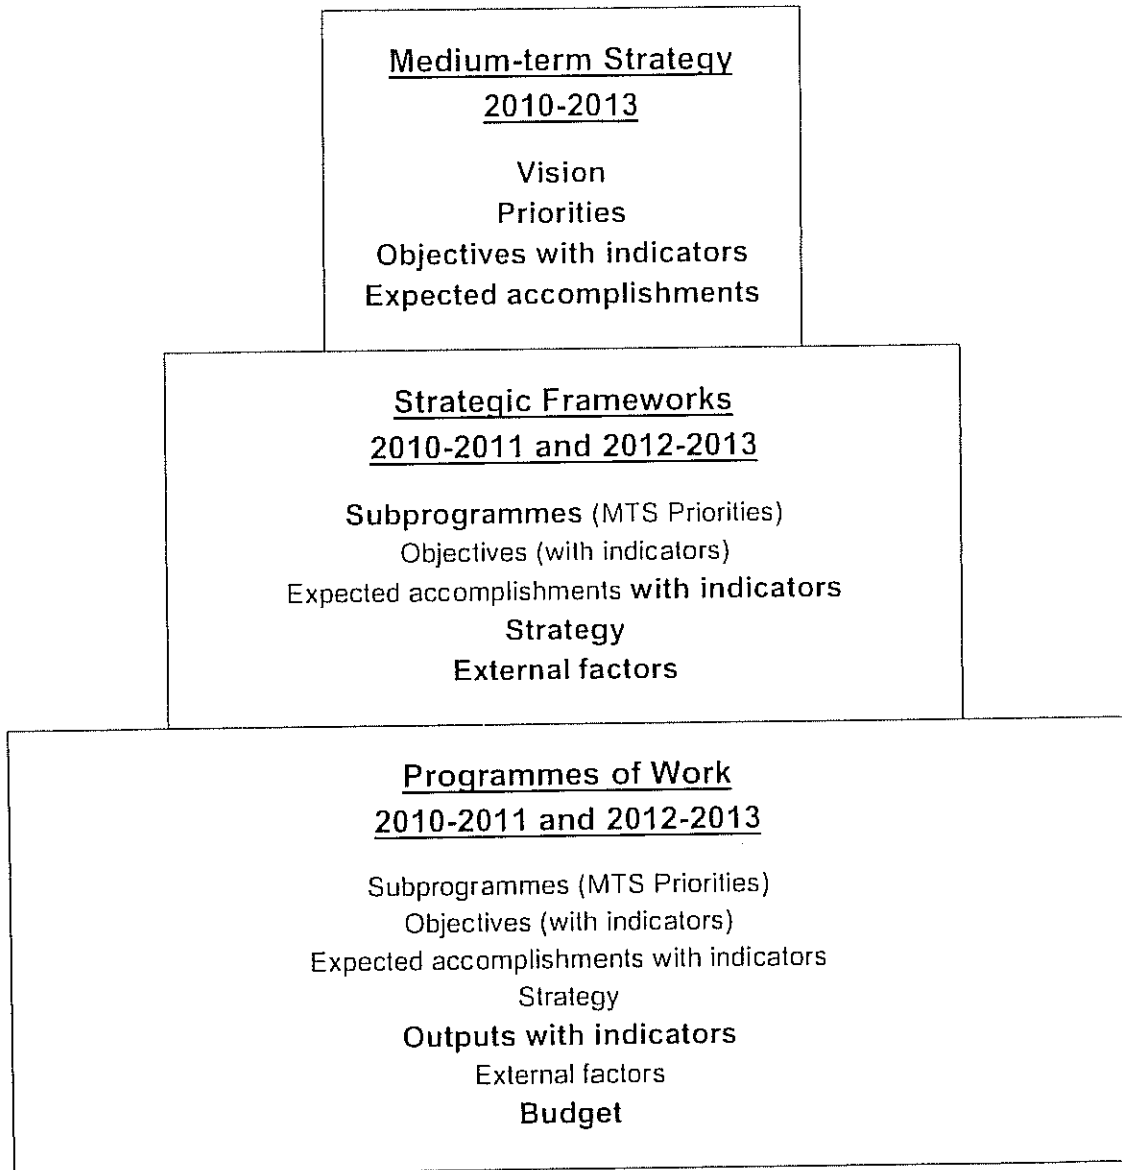 Medium-term Strategy
2010-2013
Vision
Priorities
Objectives with indicators
Expected accomplishments
Strategic Frameworks
2010-2011 and 2012-2013
Subprogrammes (MTS Priorities)
Objectives (with indicators)
Expected accomplishments with indicators
Strategy
External factors
Programmes of Work
2010-2011 and 2012-2013
Subprogrammes (MTS Priorities)
Objectives (with indicators)
Expected accomplishments with indicators
Strategy
Outputs with indicators
External factors
Budget